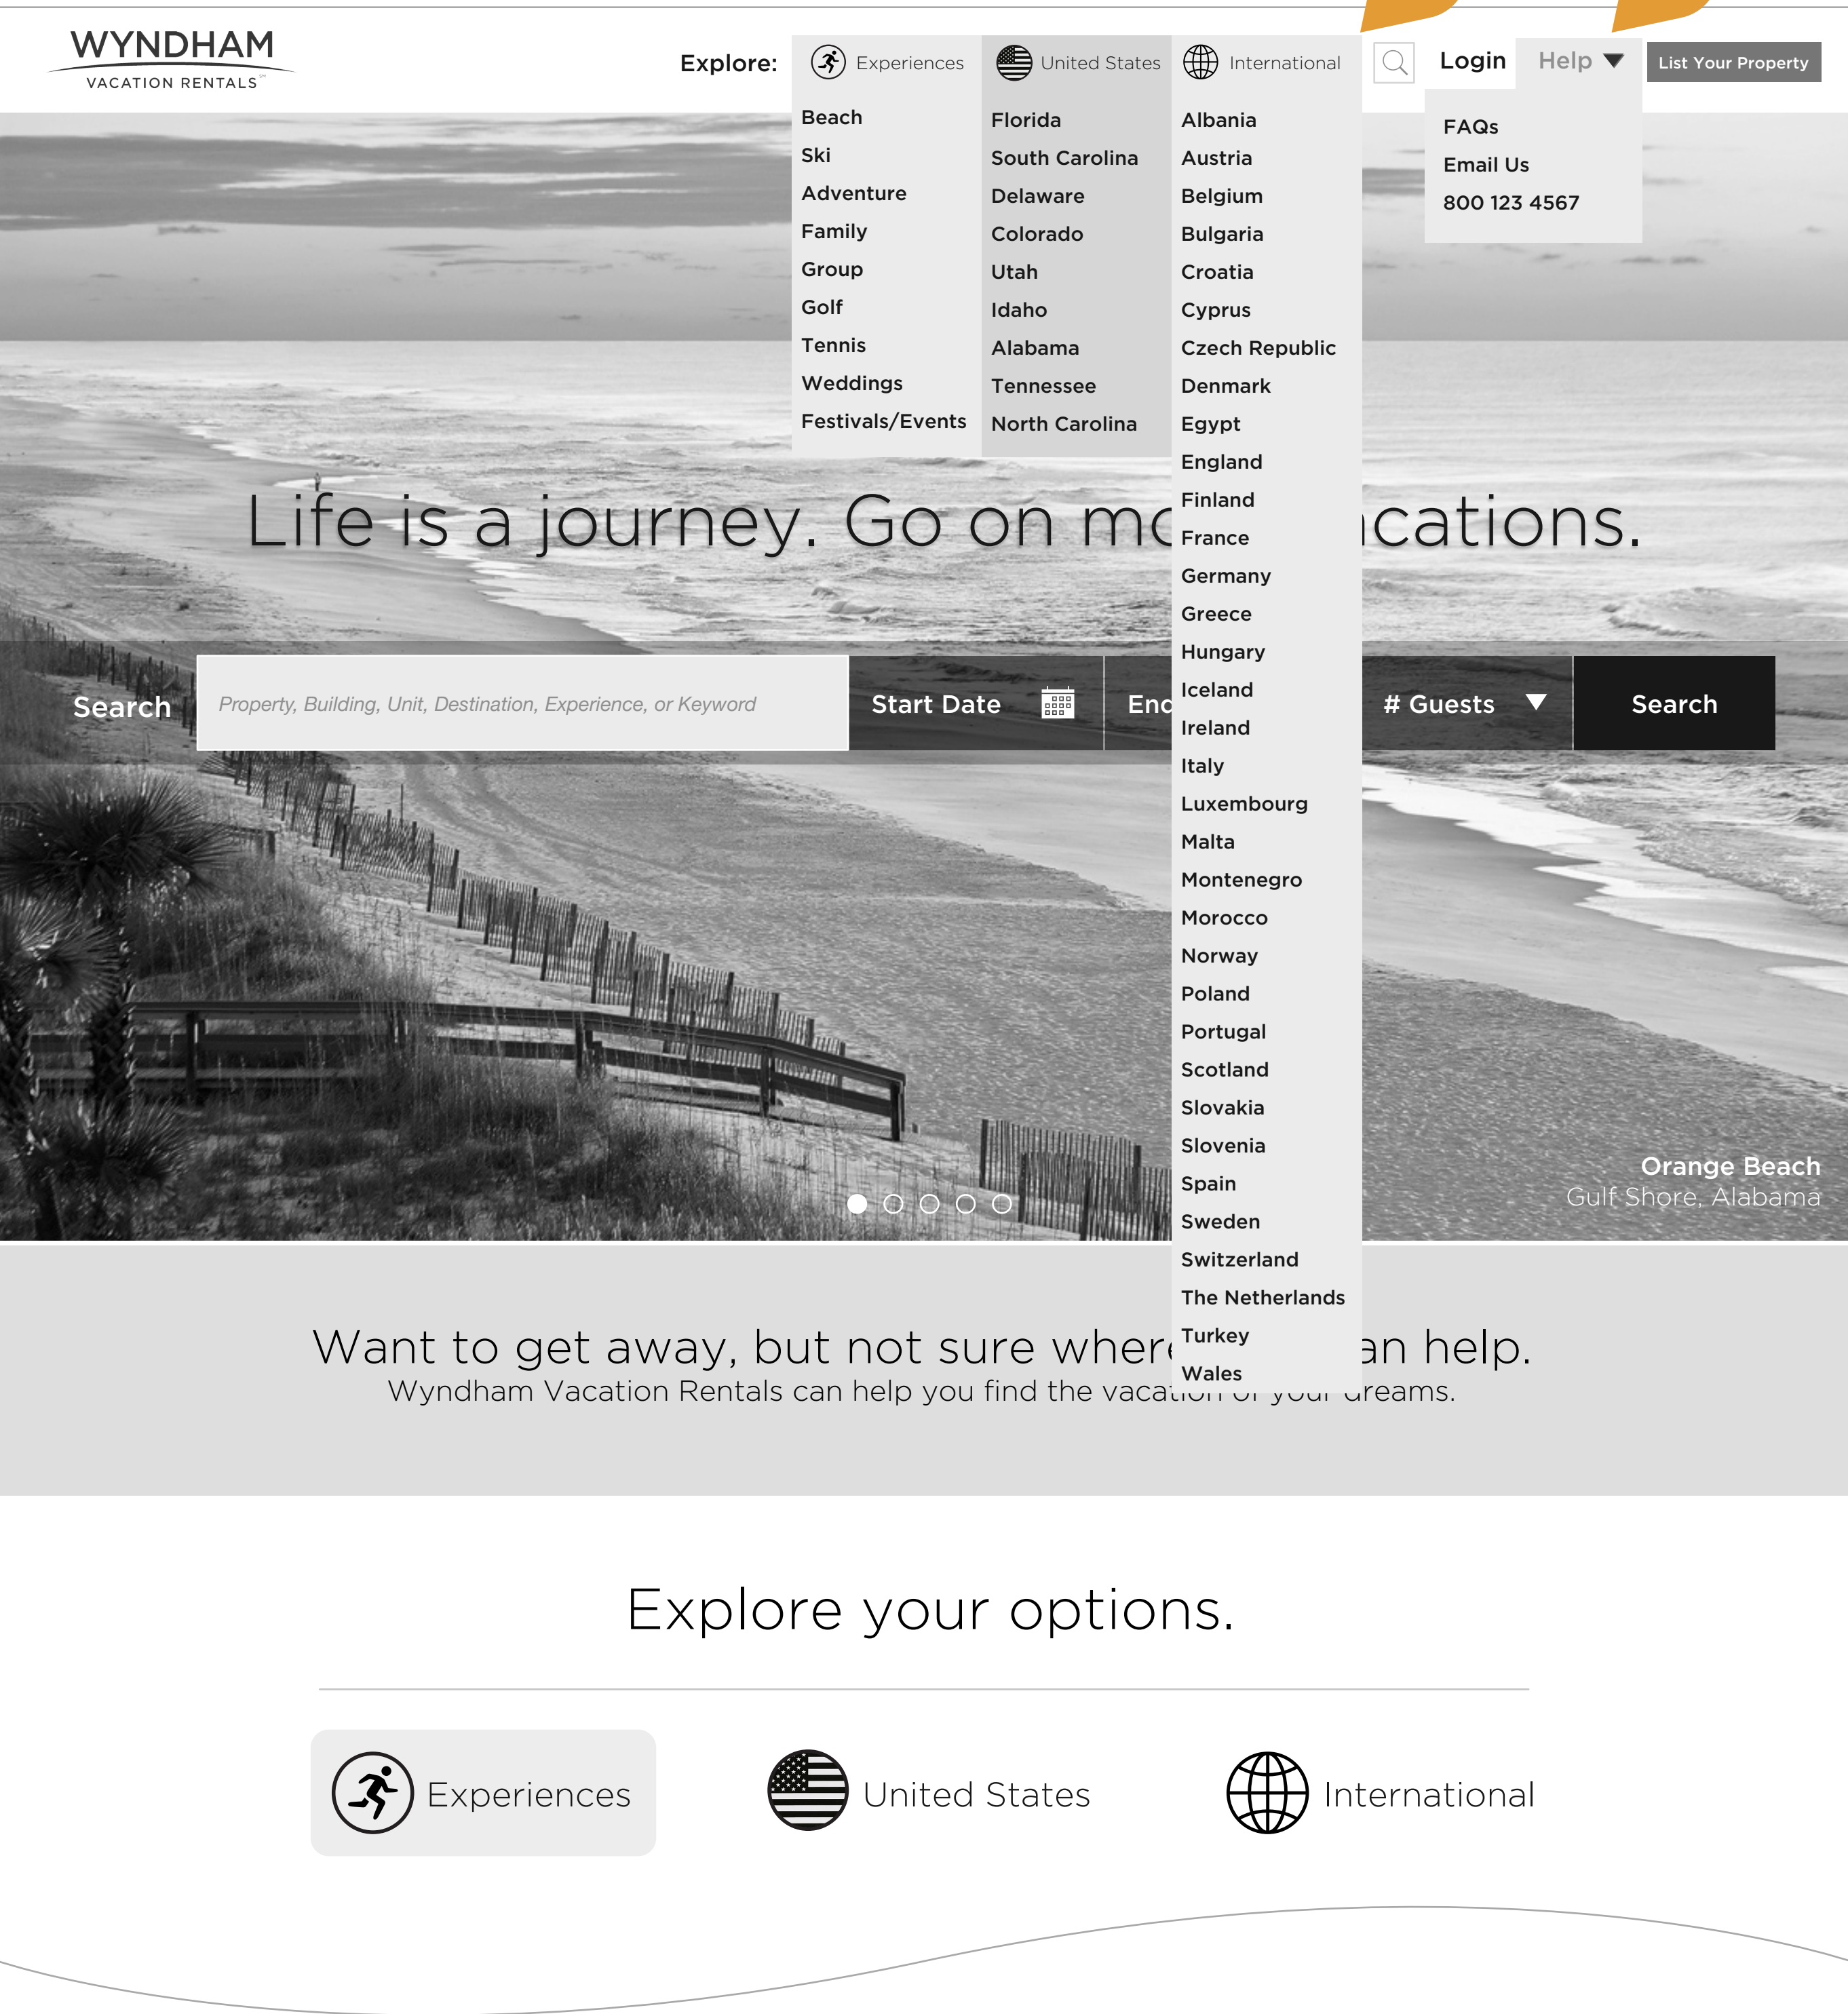 WYNDHAM
VACATION RENTALS
Explore:
Experiences
United States
International
Login
Help
List Your Property
Beach
Ski
Adventure
Family
Group
Golf
Tennis
Weddings
Festivals/Events
Florida
South Carolina
Delaware
Colorado
Utah
Idaho
Alabama
Tennessee
North Carolina
Albania
Austria
Belgium
Bulgaria
Croatia
Cyprus
Czech Republic
Denmark
Egypt
England
Finland
France
Germany
Greece
Hungary
Iceland
Ireland
Italy
Luxembourg
Malta
Montenegro
Morocco
Norway
Poland
Portugal
Scotland
Slovakia
Slovenia
Spain
Sweden
Switzerland
The Netherlands
Turkey
Wales
FAQs
Email Us
800 123 4567
Life is a journey. Go on
Search
Property, Building, Unit, Destination, Experience, or Keyword
Start Date
# Guests
Search
Orange Beach
Gulf Shore, Alabama
Want to get away, but not sure where help.
Wyndham Vacation Rentals can help you find the vacation of your dreams.
Explore your options.
Experiences
United States
International